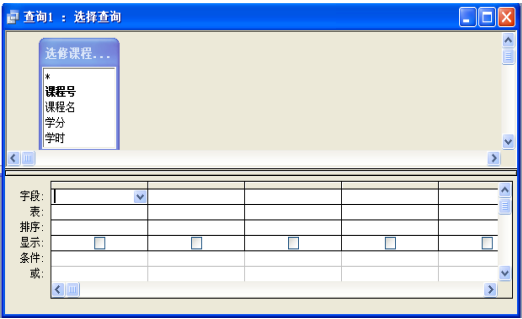 查询1 : 选择查询
选修课程...
*
课程号
课程名
学分
学时
字段:
表:
排序:
显示:
条件:
或: